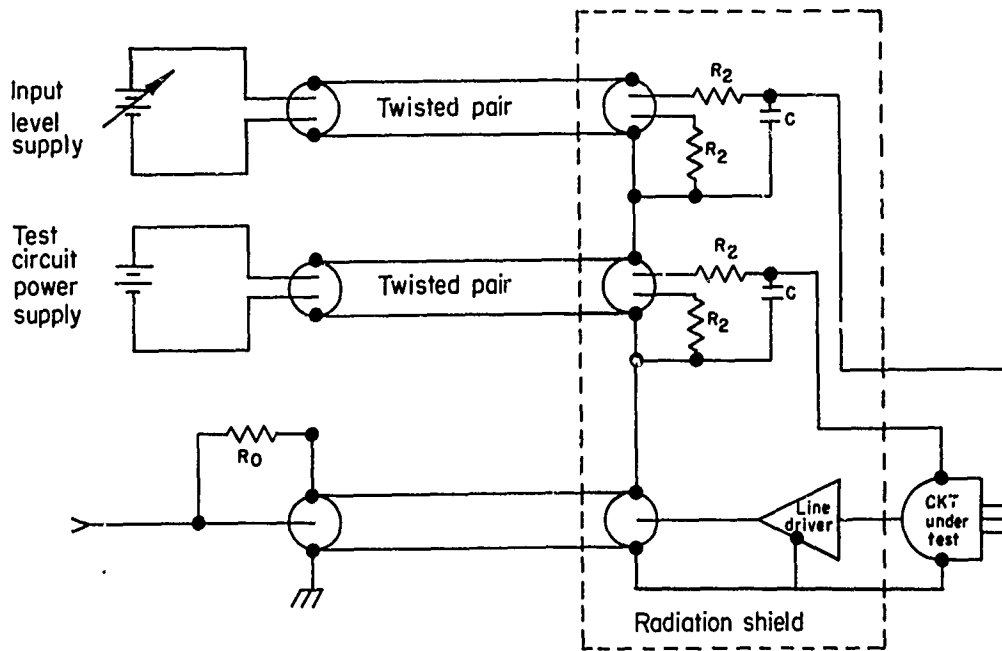 Input
level
supply
Twisted pair
R2
C
R2
Test
circuit
power
supply
Twisted pair
R2
C
R2
RO
Line
driver
CKT
under
test
Radiation shield